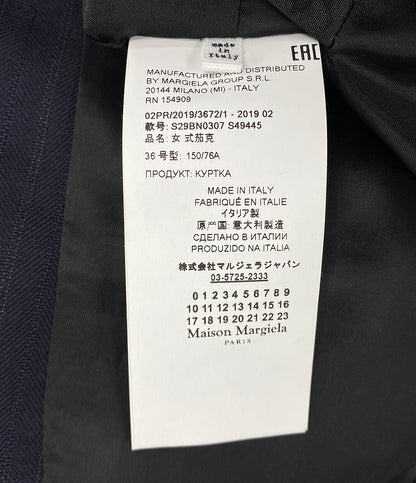 made
in
Italy
EAC
MANUFACTURED AND DISTRIBUTED
BY MARGIELA GROUP S.R.L.
20144 MILANO (MI) - ITALY
RN 154909
02PR/2019/3672/1 - 2019 02
款号: S29BN0307 S49445
品名: 女 式茄克
36 号型: 150/76A
ПРОДУКТ: КУРТКА
MADE IN ITALY
FABRIQUÉ EN ITALIE
イタリア製
原产国: 意大利製造
СДЕЛАНО В ИТАЛИИ
PRODUZIDO NA ITALIA
株式会社マルジェラジャパン
03-5725-2333
0 1 2 3 4 5 6 7 8 9
10 11 12 13 14 15 16
17 18 19 20 21 22 23
Maison Margiela
PARIS